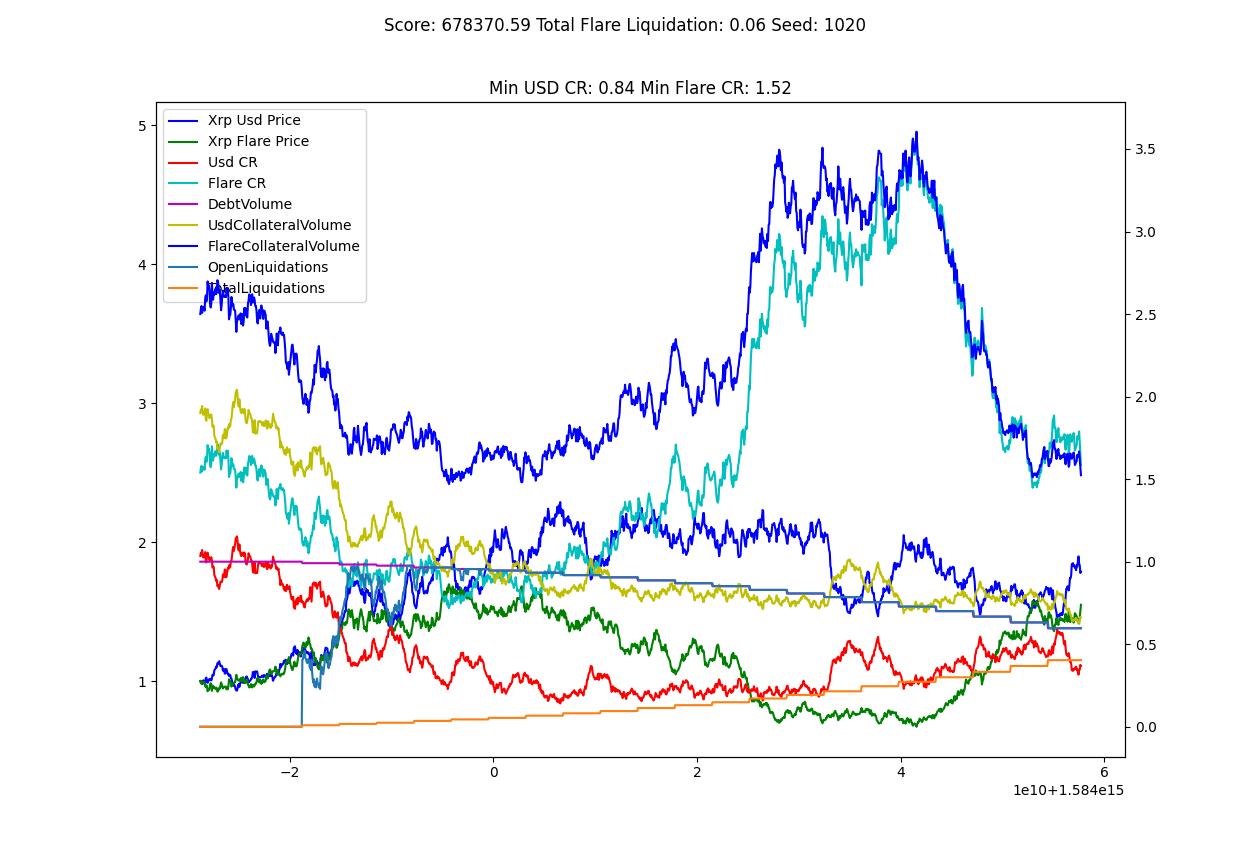 Score: 678370.59 Total Flare Liquidation: 0.06 Seed: 1020
Min USD CR: 0.84 Min Flare CR: 1.52
Xrp Usd Price
Xrp Flare Price
Usd CR
Flare CR
DebtVolume
UsdCollateralVolume
FlareCollateralVolume
OpenLiquidations
TotalLiquidations
5
4
3
2
1
3.5
3.0
2.5
2.0
1.5
1.0
0.5
0.0
−2
0
2
4
6
1e10+1.584e15